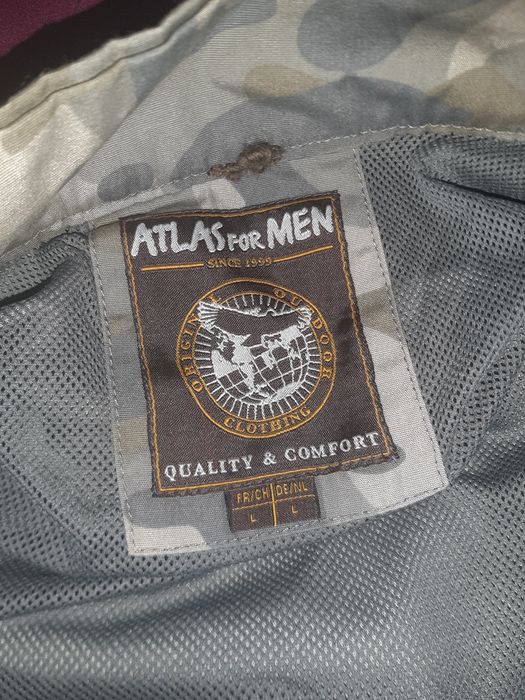 ATLAS FOR MEN
SINCE 1999
ORIGINAL OUTDOOR
CLOTHING
QUALITY & COMFORT
FR/CH DE/NL
L L